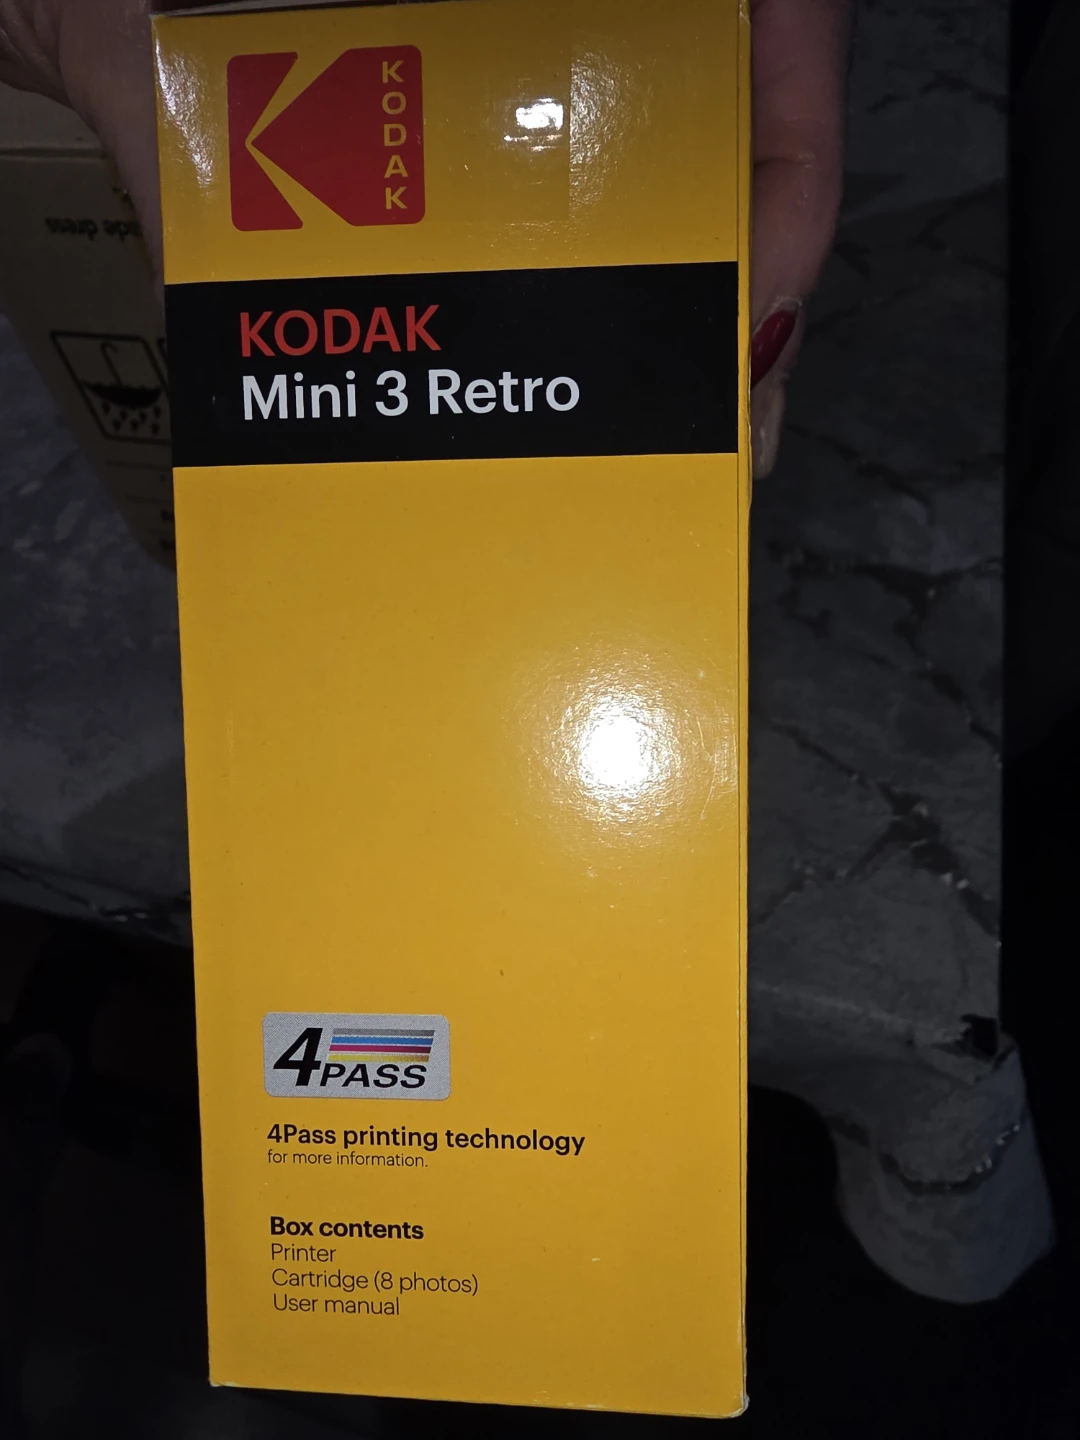 KODAK
KODAK
Mini 3 Retro
4PASS
4Pass printing technology
for more information.
Box contents
Printer
Cartridge (8 photos)
User manual